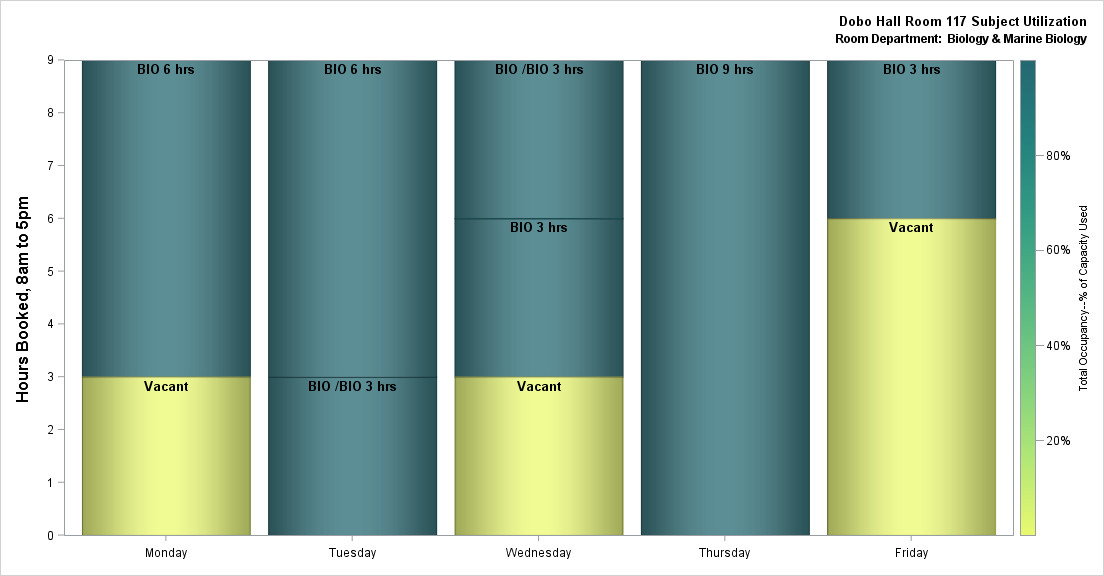 Dobo Hall Room 117 Subject Utilization
Room Department: Biology & Marine Biology
Hours Booked, 8am to 5pm
9
8
7
6
5
4
3
2
1
0
BIO 6 hrs
Vacant
BIO 6 hrs
BIO /BIO 3 hrs
BIO /BIO 3 hrs
BIO 3 hrs
Vacant
BIO 9 hrs
BIO 3 hrs
Vacant
Monday
Tuesday
Wednesday
Thursday
Friday
80%
60%
40%
20%
Total Occupancy--% of Capacity Used